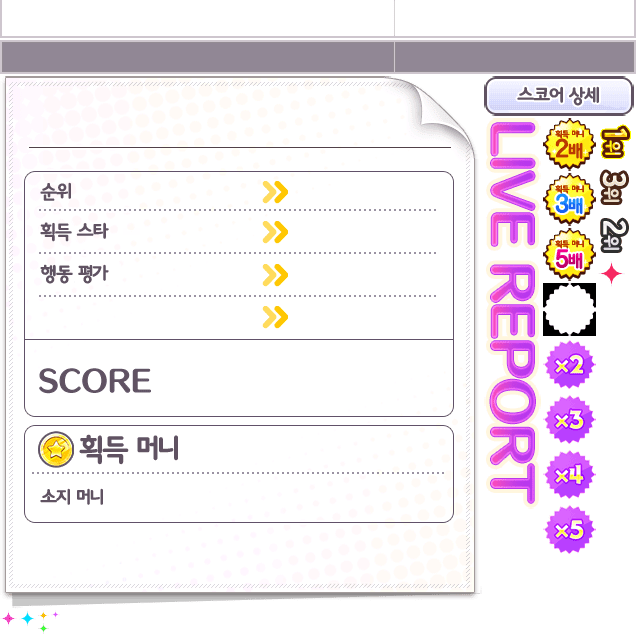 스코어 상세
순위
획득 스타
행동 평가
SCORE
획득 머니
소지 머니
LIVE REPORT
획득 머니
2배
획득 머니
3배
획득 머니
5배
×2
×3
×4
×5
1위
3위
2위